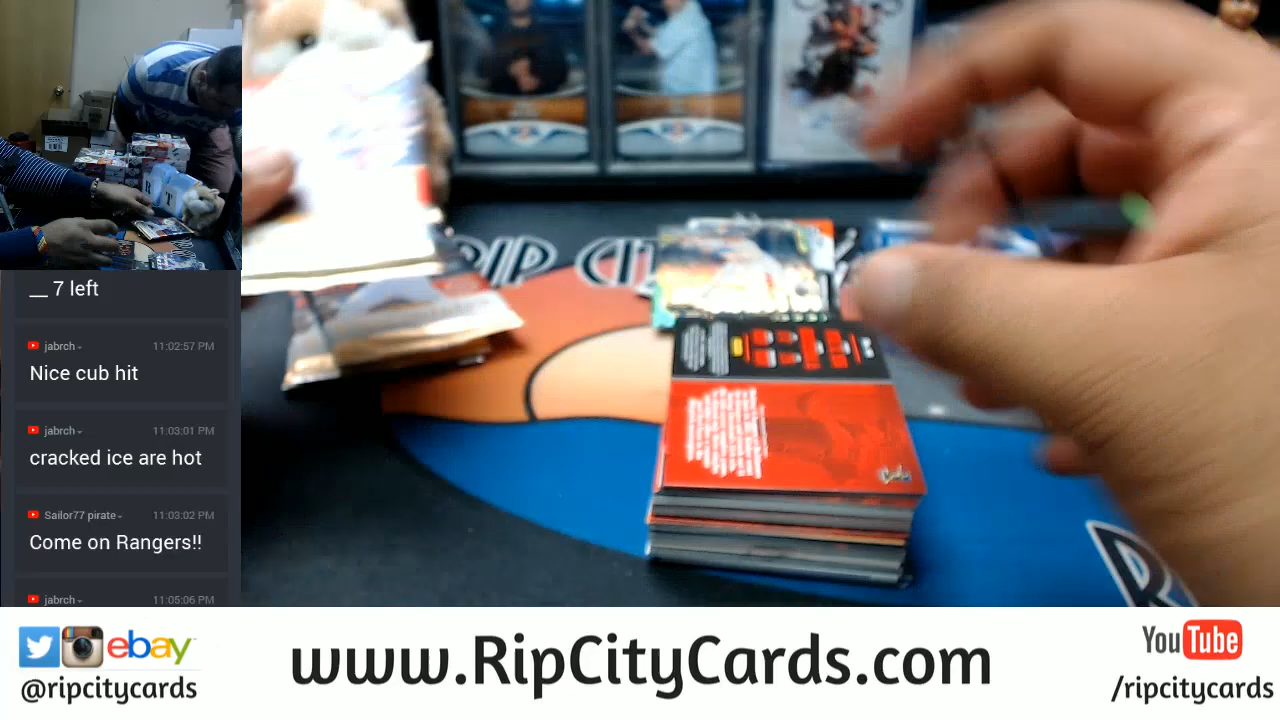 __ 7 left
jabrch
11:02:57 PM
Nice cub hit
jabrch
11:03:01 PM
cracked ice are hot
Sailor77 pirate
11:03:02 PM
Come on Rangers!!
jabrch
11:05:06 PM
RIP CI
R T
R
ebay
@ripcitycards
www.RipCityCards.com
YouTube
/ripcitycards